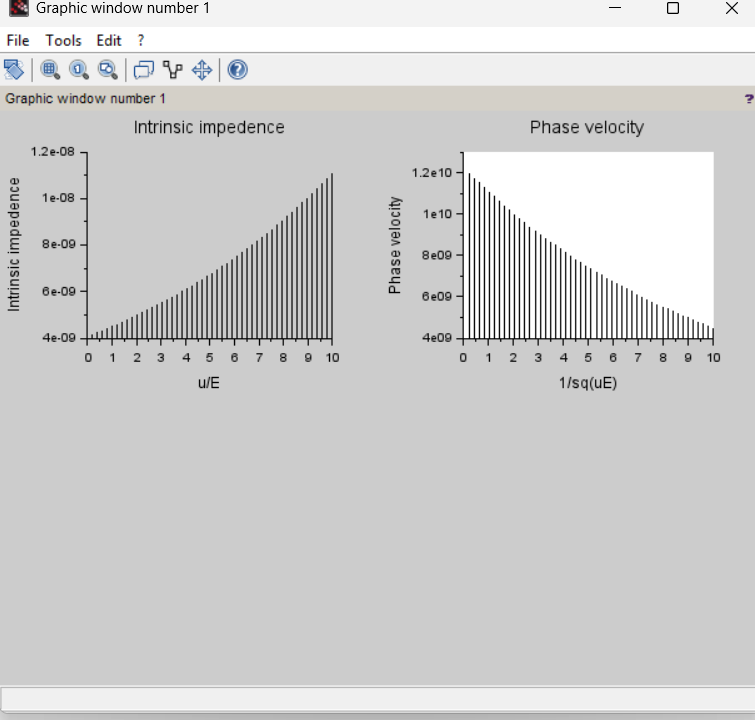 Graphic window number 1
File Tools Edit ?
Graphic window number 1 ?
Intrinsic impedence
Intrinsic impedence
1.2e-08
1e-08
8e-09
6e-09
4e-09
0 1 2 3 4 5 6 7 8 9 10
u/E
Phase velocity
Phase velocity
1.2e10
1e10
8e09
6e09
4e09
0 1 2 3 4 5 6 7 8 9 10
1/sq(uE)